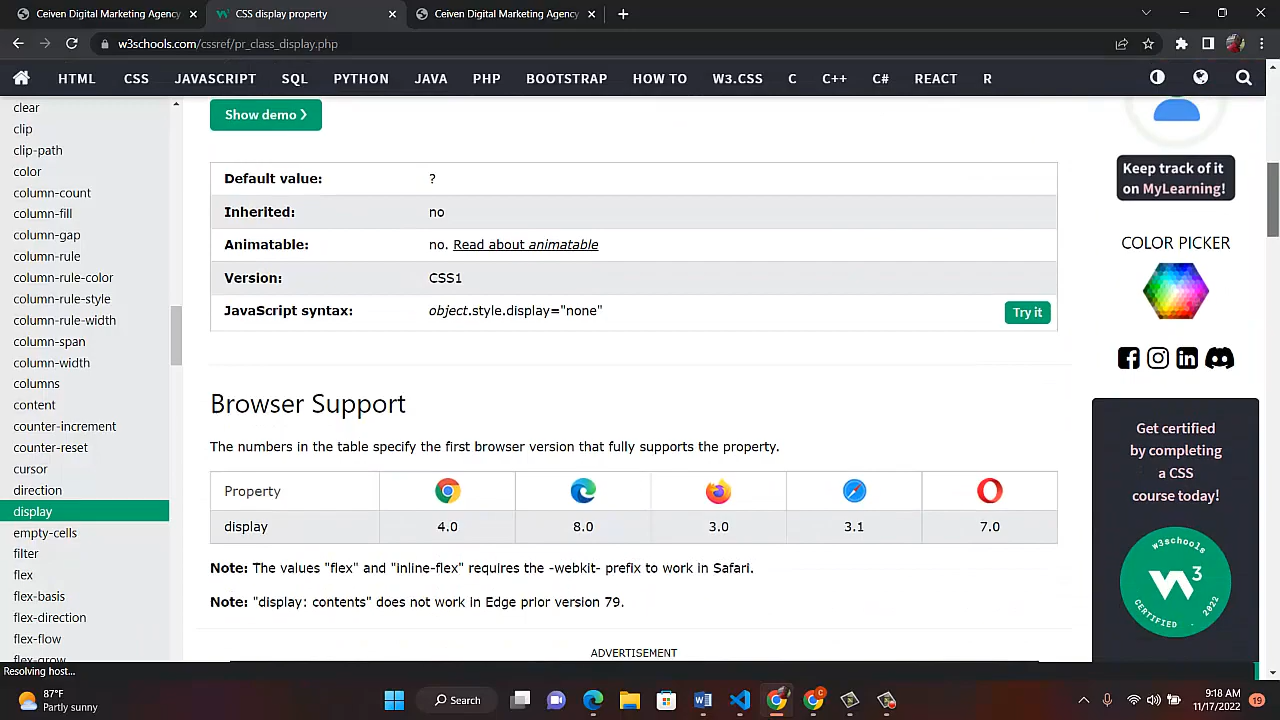 Ceiven Digital Marketing Agency
CSS display property
Ceiven Digital Marketing Agency
w3schools.com/cssref/pr_class_display.php
HTML CSS JAVASCRIPT SQL PYTHON JAVA PHP BOOTSTRAP HOW TO W3.CSS C C++ C# REACT R
clear
clip
clip-path
color
column-count
column-fill
column-gap
column-rule
column-rule-color
column-rule-style
column-rule-width
column-span
column-width
columns
content
counter-increment
counter-reset
cursor
direction
display
empty-cells
filter
flex
flex-basis
flex-direction
flex-flow
flex-grow
Resolving host...
Show demo ❯
Default value: ?
Inherited: no
Animatable: no. Read about animatable
Version: CSS1
JavaScript syntax: object.style.display="none" Try it
Browser Support
The numbers in the table specify the first browser version that fully supports the property.
Property
display 4.0 8.0 3.0 3.1 7.0
Note: The values "flex" and "inline-flex" requires the -webkit- prefix to work in Safari.
Note: "display: contents" does not work in Edge prior version 79.
ADVERTISEMENT
Keep track of it
on MyLearning!
COLOR PICKER
Get certified
by completing
a CSS
course today!
w3schools
W3
CERTIFIED . 2022
87°F
Partly sunny
Search
9:18 AM
11/17/2022
19